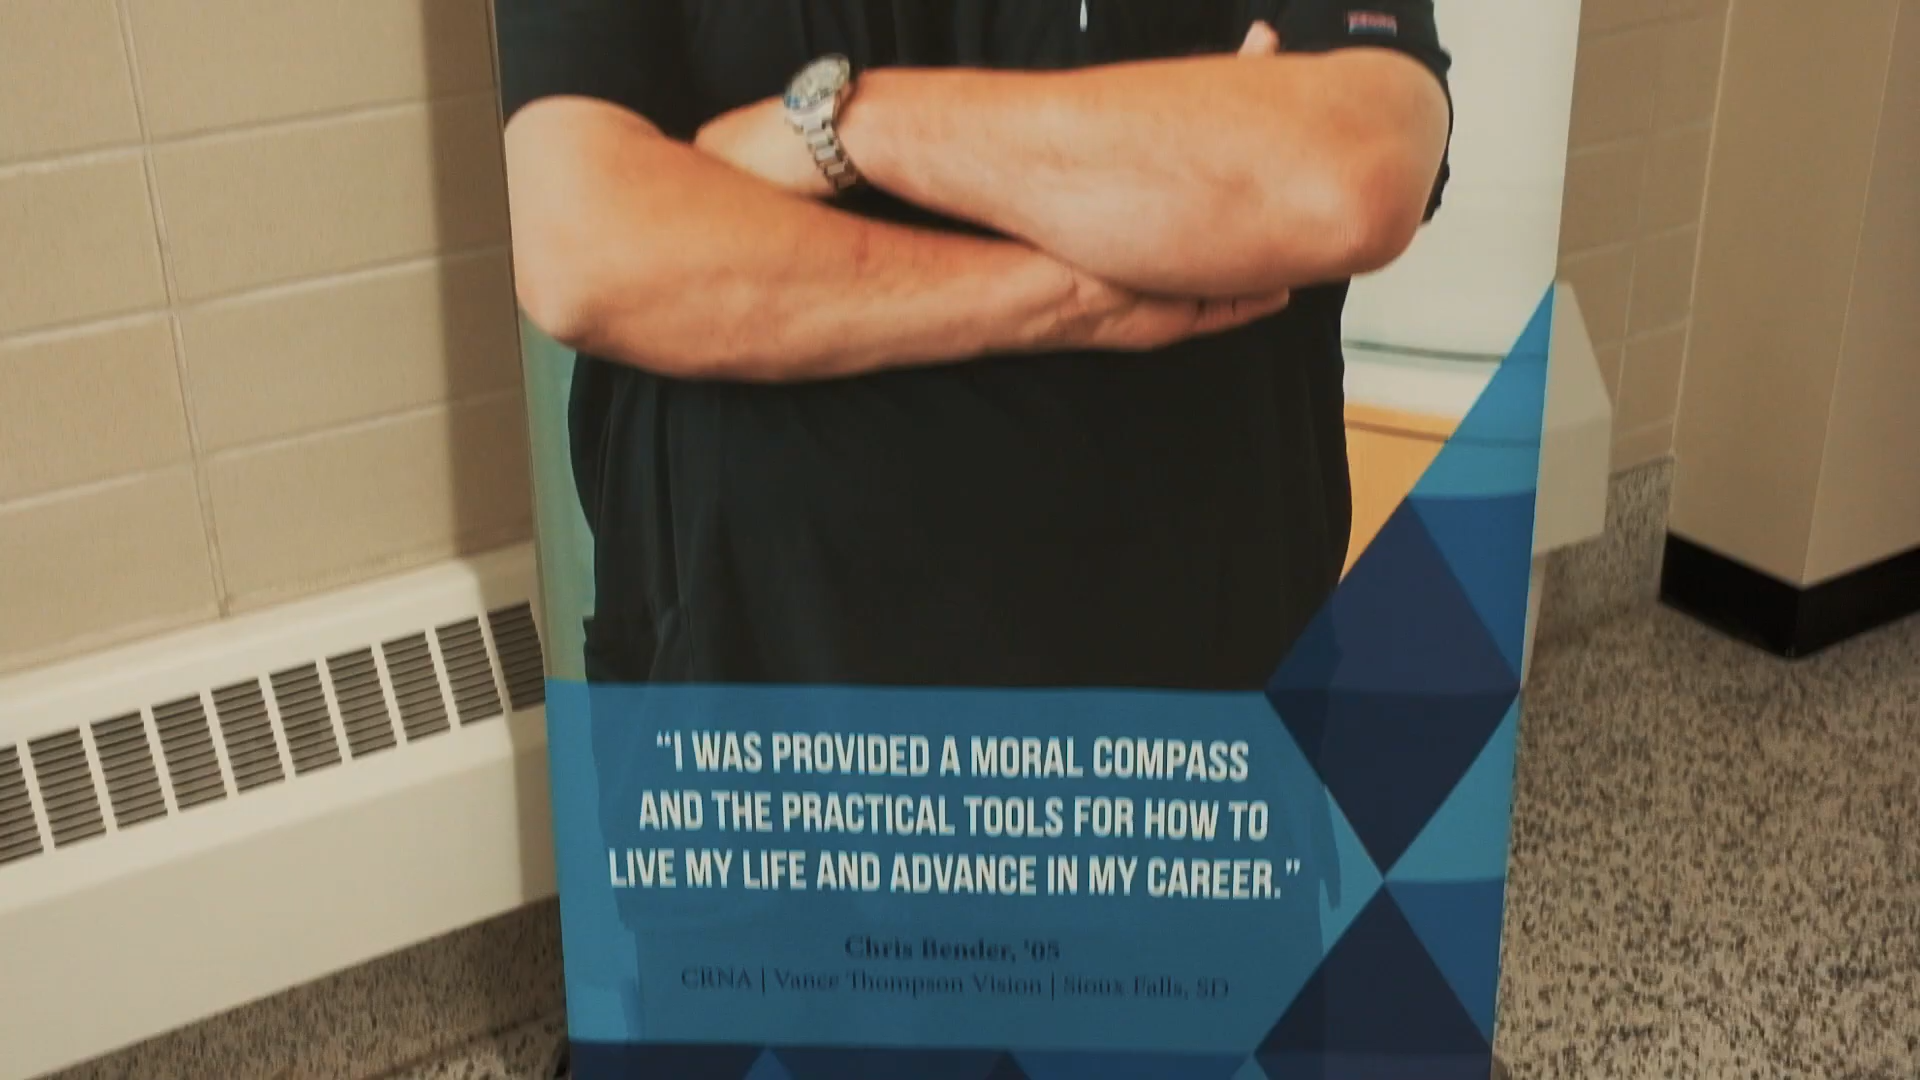 “I WAS PROVIDED A MORAL COMPASS
AND THE PRACTICAL TOOLS FOR HOW TO
LIVE MY LIFE AND ADVANCE IN MY CAREER.”
Chris Bender, '05
CRNA | Vance Thompson Vision | Sioux Falls, SD